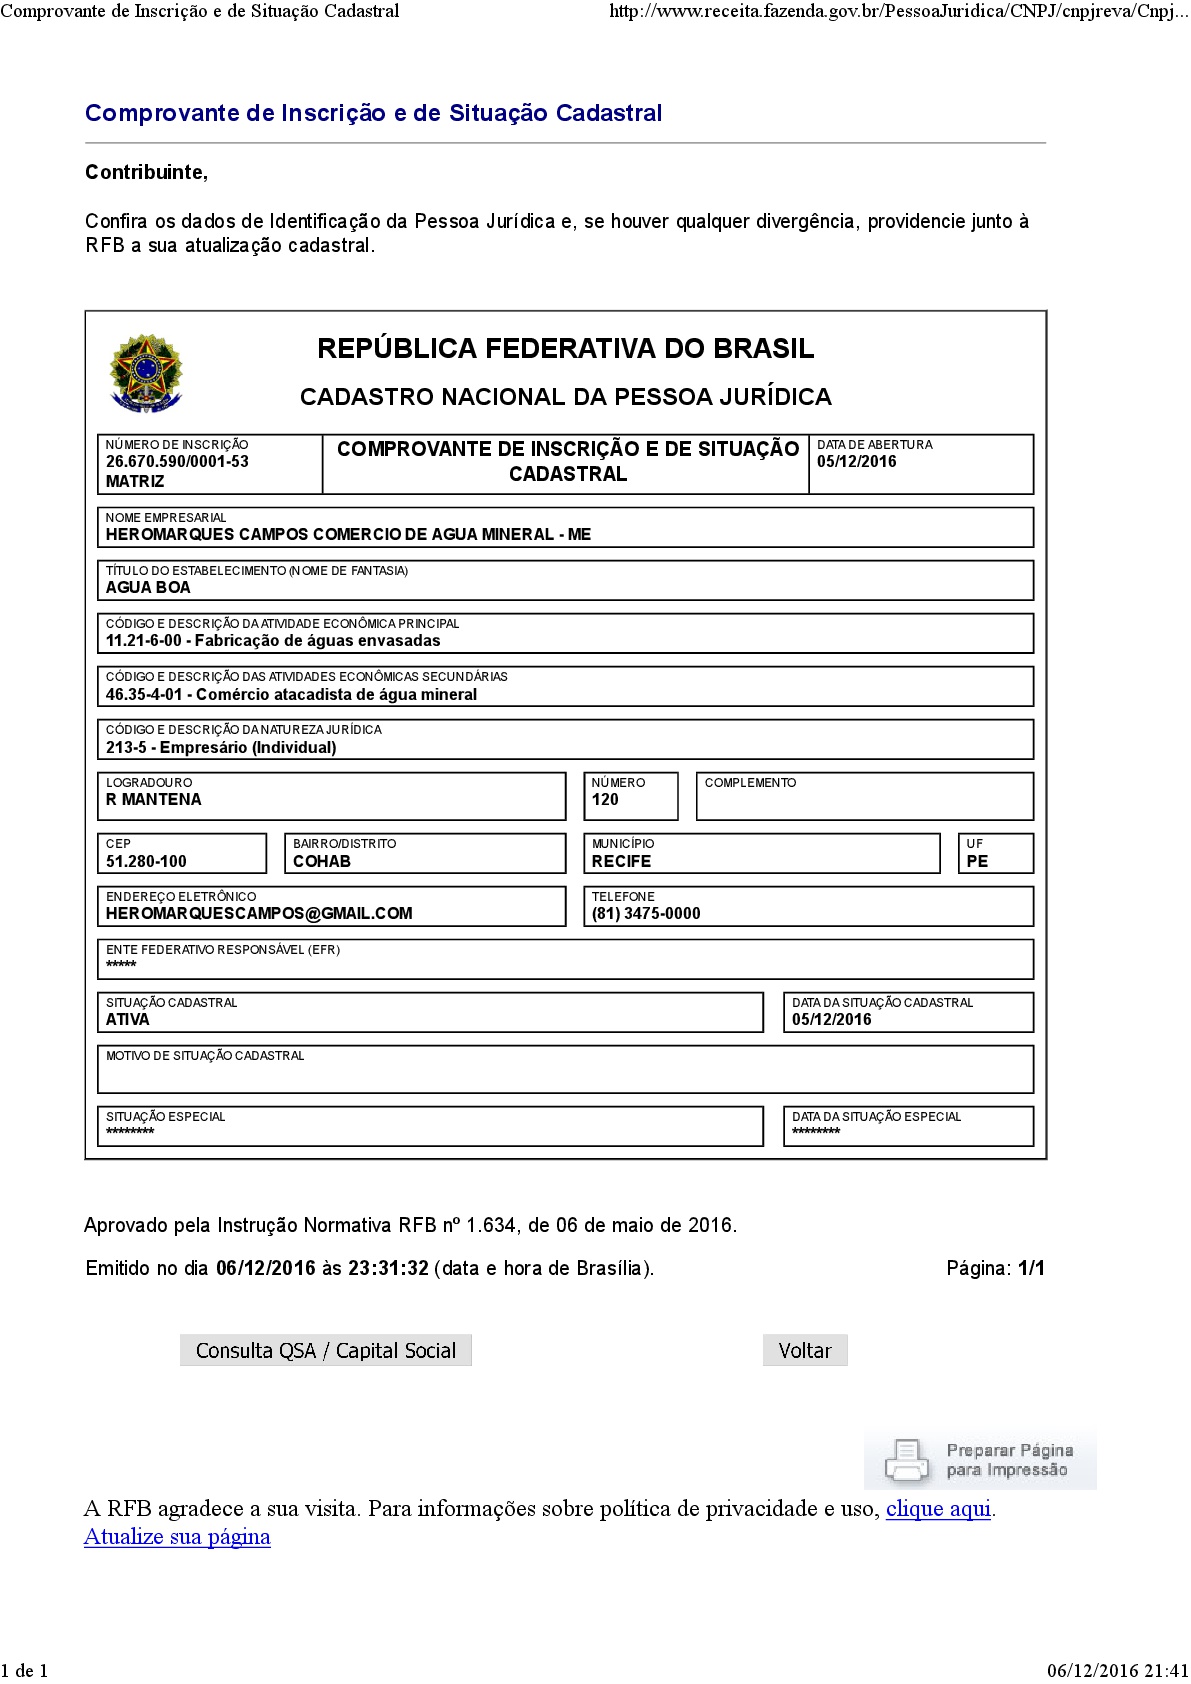 Comprovante de Inscrição e de Situação Cadastral
http://www.receita.fazenda.gov.br/PessoaJuridica/CNPJ/cnpjreva/Cnpj...
Comprovante de Inscrição e de Situação Cadastral
Contribuinte,
Confira os dados de Identificação da Pessoa Jurídica e, se houver qualquer divergência, providencie junto à
RFB a sua atualização cadastral.
REPÚBLICA FEDERATIVA DO BRASIL
CADASTRO NACIONAL DA PESSOA JURÍDICA
NÚMERO DE INSCRIÇÃO
26.670.590/0001-53
MATRIZ
COMPROVANTE DE INSCRIÇÃO E DE SITUAÇÃO
CADASTRAL
DATA DE ABERTURA
05/12/2016
NOME EMPRESARIAL
HEROMARQUES CAMPOS COMERCIO DE AGUA MINERAL - ME
TÍTULO DO ESTABELECIMENTO (NOME DE FANTASIA)
AGUA BOA
CÓDIGO E DESCRIÇÃO DA ATIVIDADE ECONÔMICA PRINCIPAL
11.21-6-00 - Fabricação de águas envasadas
CÓDIGO E DESCRIÇÃO DAS ATIVIDADES ECONÔMICAS SECUNDÁRIAS
46.35-4-01 - Comércio atacadista de água mineral
CÓDIGO E DESCRIÇÃO DA NATUREZA JURÍDICA
213-5 - Empresário (Individual)
LOGRADOURO
R MANTENA
NÚMERO
120
COMPLEMENTO
CEP
51.280-100
BAIRRO/DISTRITO
COHAB
MUNICÍPIO
RECIFE
UF
PE
ENDEREÇO ELETRÔNICO
HEROMARQUESCAMPOS@GMAIL.COM
TELEFONE
(81) 3475-0000
ENTE FEDERATIVO RESPONSÁVEL (EFR)
*****
SITUAÇÃO CADASTRAL
ATIVA
DATA DA SITUAÇÃO CADASTRAL
05/12/2016
MOTIVO DE SITUAÇÃO CADASTRAL
SITUAÇÃO ESPECIAL
********
DATA DA SITUAÇÃO ESPECIAL
********
Aprovado pela Instrução Normativa RFB nº 1.634, de 06 de maio de 2016.
Emitido no dia 06/12/2016 às 23:31:32 (data e hora de Brasília).
Página: 1/1
Consulta QSA / Capital Social
Voltar
Preparar Página
para Impressão
A RFB agradece a sua visita. Para informações sobre política de privacidade e uso, clique aqui.
Atualize sua página
1 de 1
06/12/2016 21:41